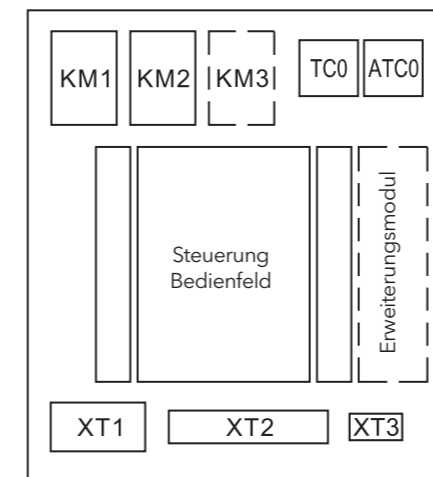 KM1
KM2
KM3
TC0
ATC0
Steuerung
Bedienfeld
Erweiterungsmodul
XT1
XT2
XT3